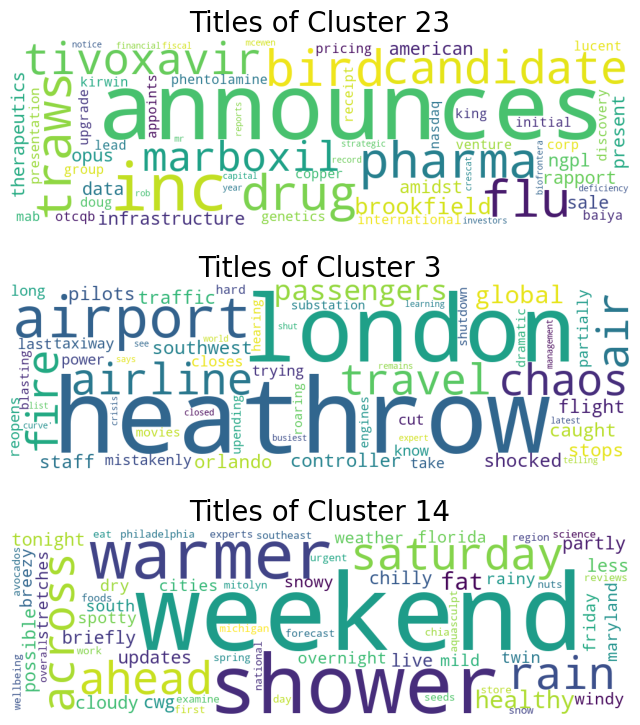 Titles of Cluster 23
notice financial fiscal mcewen pricing american lucent
tivoxavir bird candidate
kirwin phentolamine
therapeutics presentation traws upgrade appoints announces receipt nasdaq king initial discovery present
lead mr reports strategic venture corp
opus marboxil record pharma ngpl
group copper crescat rapport
data inc capital drug amidst flu biofrontera deficiency
doug year brookfield sale
mab otcqb infrastructure rob genetics international investors baiya
Titles of Cluster 3
long pilots traffic hard passengers global
airport london substation learning air
last taxiway see southwest hearing shutdown dramatic partially
power closes shut world management
blasting fire airline says trying travel remains chaos
reopens list crisis closed heathrow cut flight
curve movies upending roaring engines busiest know expert latest caught
staff mistakenly orlando controller take shocked stops telling
Titles of Cluster 14
tonight eat philadelphia experts southeast weather florida region science partly
avocados breezy warmer urgent saturday
foods dry cities mitolyn snowy chilly fat rainy nuts less
possible across overalls stretches south weekend reviews
spotty chia aquasculpt friday maryland
briefly work michigan forecast
wellbeing updates spring national overnight live mild twin rain
ahead shower seeds healthy
cloudy cwg examine day store windy
first snow